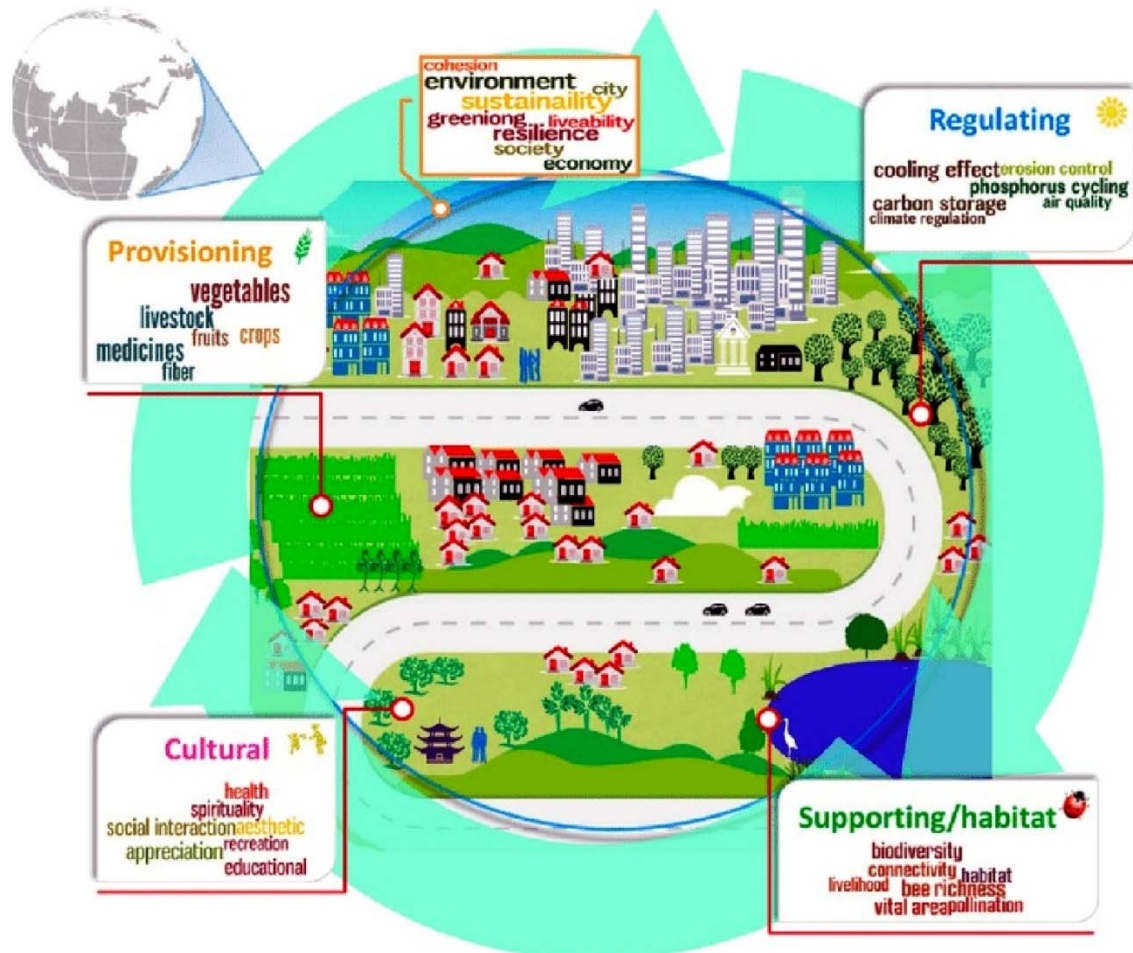 cohesion
environment city
sustainaility
greeniong liveability
resilience
society
economy
Regulating
cooling effect erosion control
phosphorus cycling
carbon storage air quality
climate regulation
Provisioning
vegetables
livestock
fruits crops
medicines
fiber
Cultural
health
spirituality
social interaction aesthetic
appreciation recreation
educational
Supporting/habitat
biodiversity
connectivity habitat
livelihood bee richness
vital area pollination